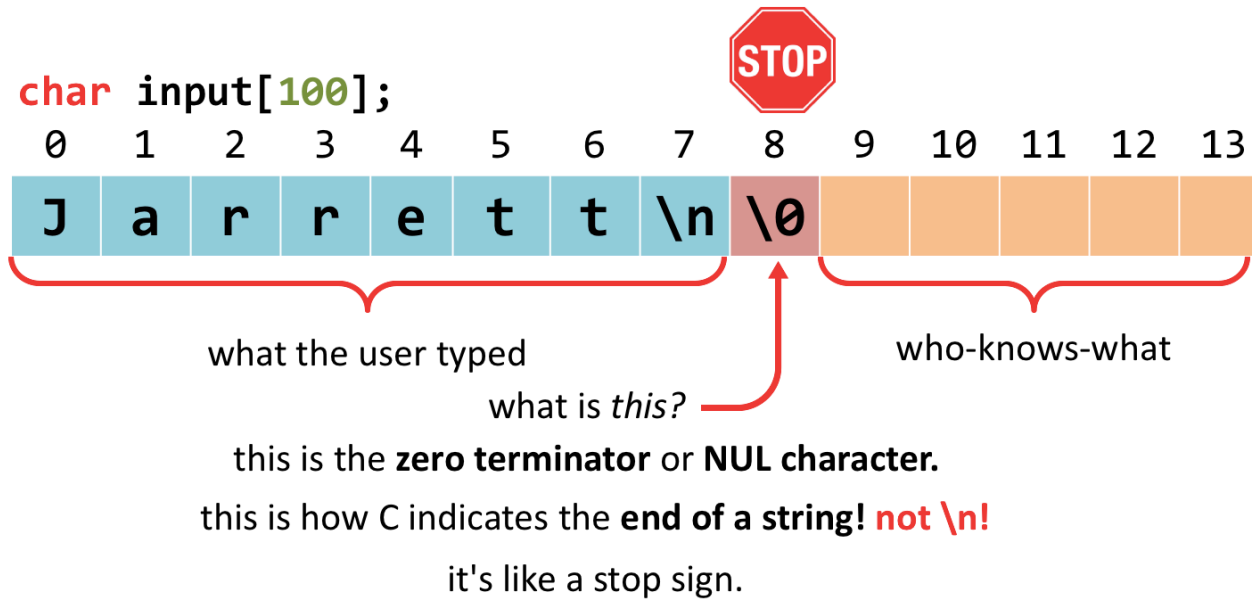 STOP
char input[100];
0 1 2 3 4 5 6 7 8 9 10 11 12 13
J a r r e t t \n \0
what the user typed
who-knows-what
what is this?
this is the zero terminator or NUL character.
this is how C indicates the end of a string! not \n!
it's like a stop sign.